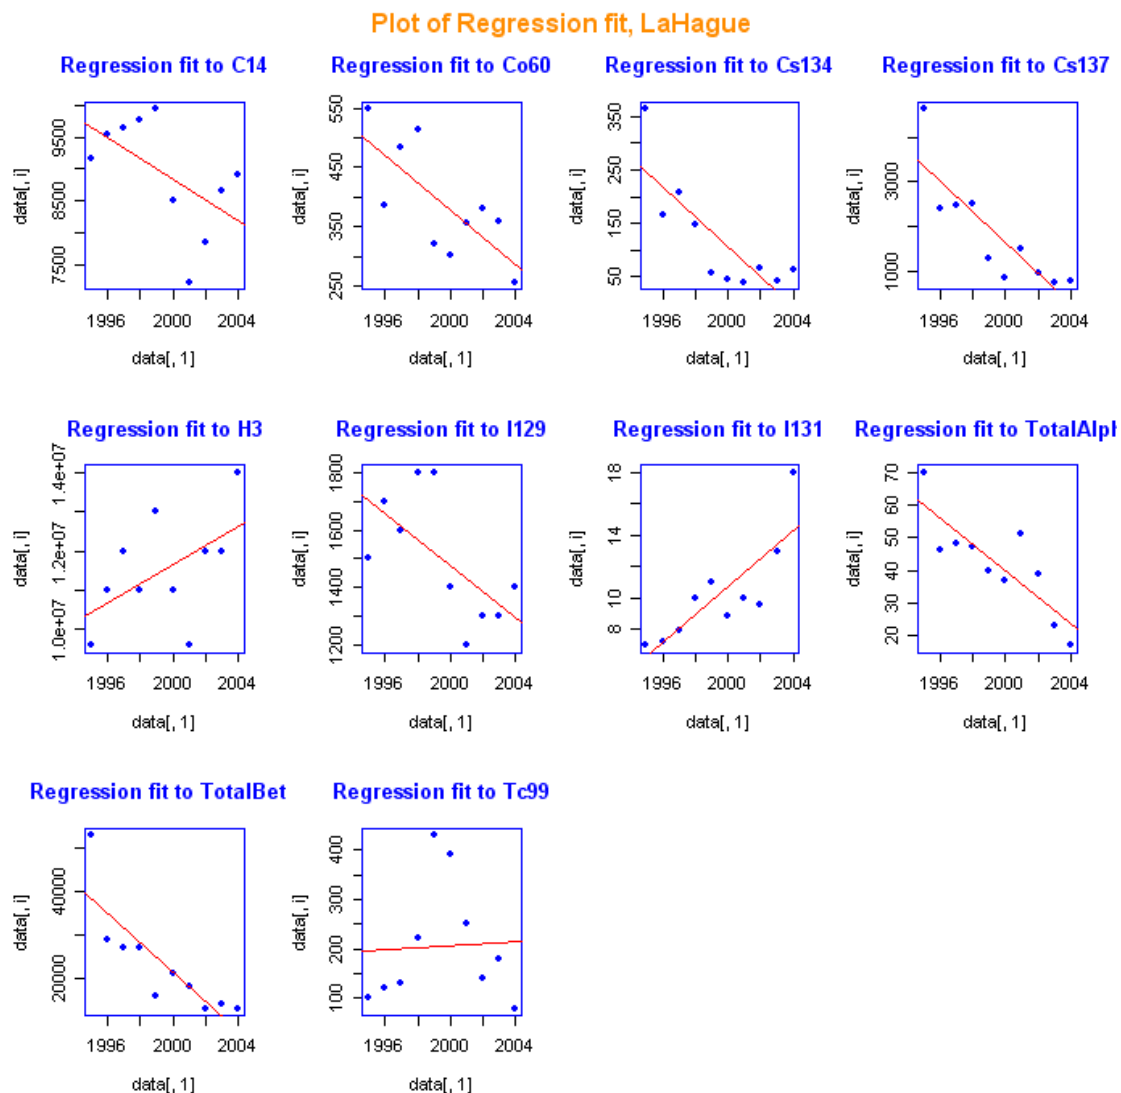 Plot of Regression fit, LaHague
Regression fit to C14
Regression fit to Co60
Regression fit to Cs134
Regression fit to Cs137
data[, i]
7500 8500 9500
1996 2000 2004
data[, 1]
data[, i]
250 350 450 550
1996 2000 2004
data[, 1]
data[, i]
50 150 250 350
1996 2000 2004
data[, 1]
data[, i]
1000 3000
1996 2000 2004
data[, 1]
Regression fit to H3
Regression fit to I129
Regression fit to I131
Regression fit to TotalAlph
data[, i]
1.0e+07 1.2e+07 1.4e+07
1996 2000 2004
data[, 1]
data[, i]
1200 1400 1600 1800
1996 2000 2004
data[, 1]
data[, i]
8 10 14 18
1996 2000 2004
data[, 1]
data[, i]
20 30 40 50 60 70
1996 2000 2004
data[, 1]
Regression fit to TotalBet
Regression fit to Tc99
data[, i]
20000 40000
1996 2000 2004
data[, 1]
data[, i]
100 200 300 400
1996 2000 2004
data[, 1]